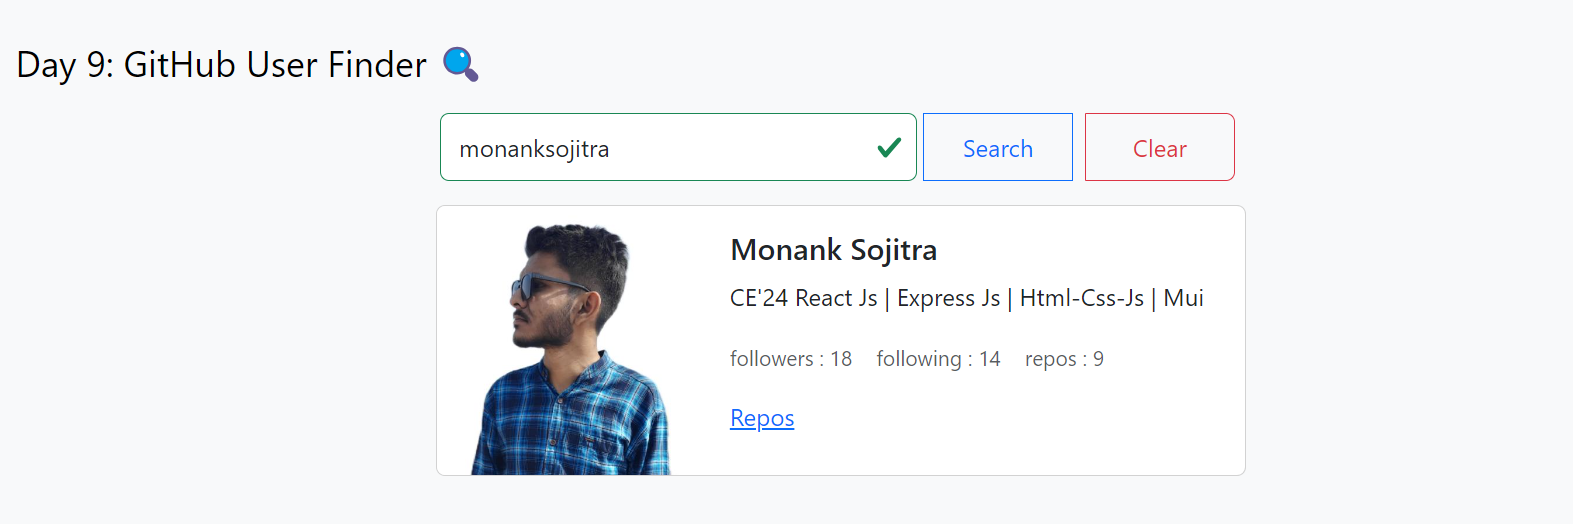 Day 9: GitHub User Finder
monanksojitra
Search
Clear
Monank Sojitra
CE'24 React Js | Express Js | Html-Css-Js | Mui
followers : 18 following : 14 repos : 9
Repos